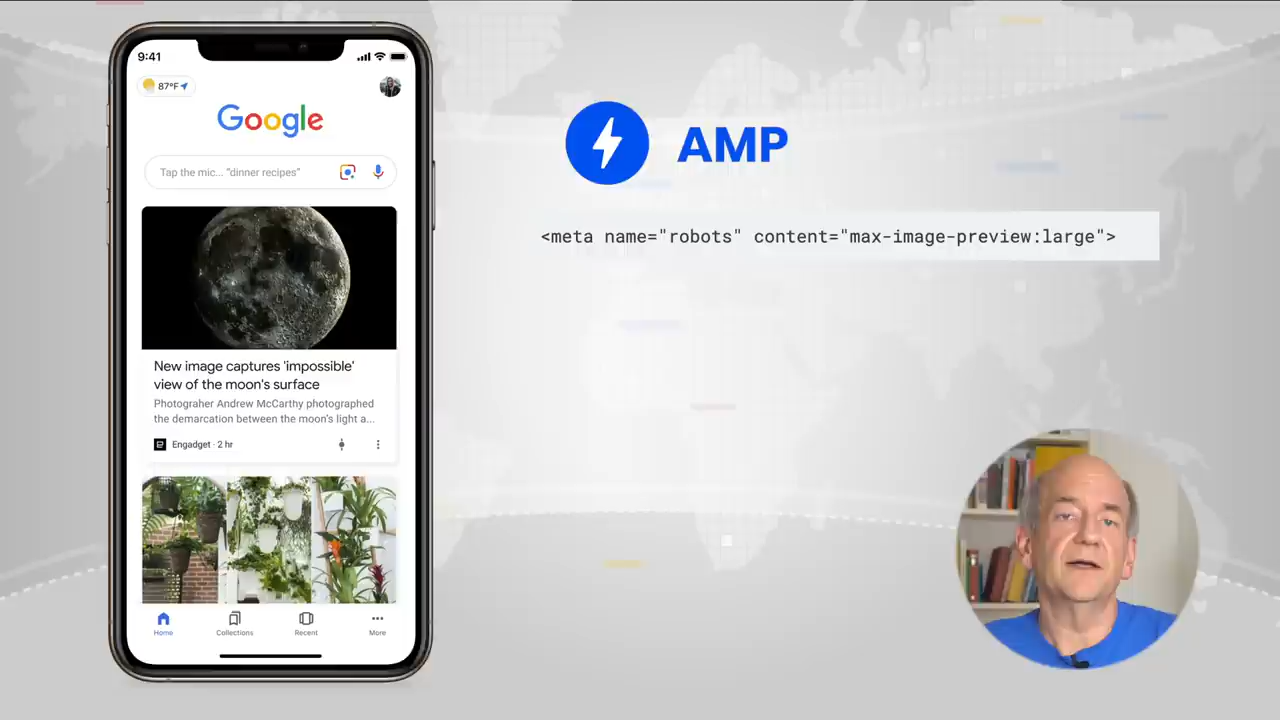 9:41
87°F
Google
Tap the mic... “dinner recipes”
New image captures 'impossible'
view of the moon's surface
Photograher Andrew McCarthy photographed
the demarcation between the moon's light a...
Engadget · 2 hr
Home
Collections
Recent
More
AMP
<meta name="robots" content="max-image-preview:large">